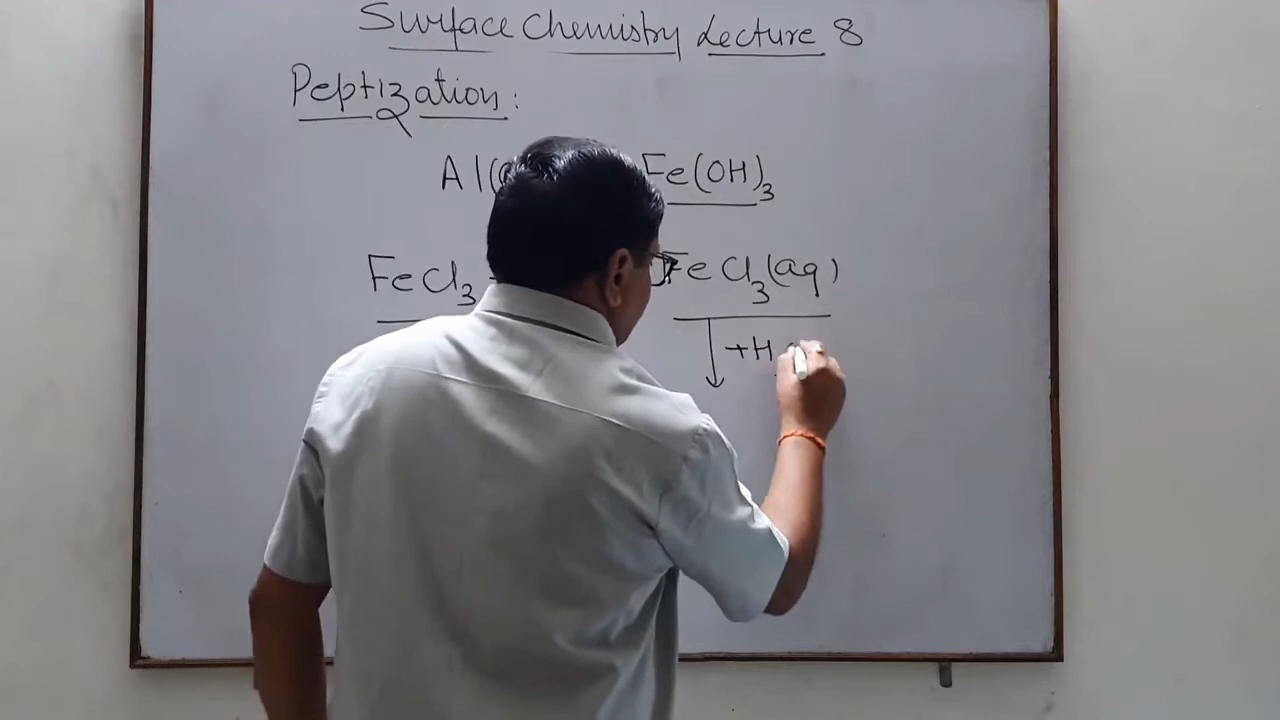 Surface Chemistry Lecture 8
Peptization:
Al( Fe(OH)3
FeCl3 FeCl3(aq)
+H